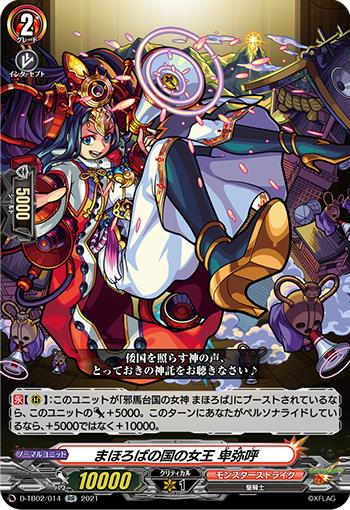 2
グレード
インターセプト
シールド
5000
倭国を照らす神の声、
とっておきの神託をお聴きなさい♪
【永】【R】:このユニットが「邪馬台国の女神 まほろば」にブーストされているな
ら、このユニットの+5000。このターンにあなたがペルソナライドしてい
るなら、+5000ではなく+10000。
ノーマルユニット
まほろばの国の女王 卑弥呼
D-TB02/014 RR 2021
パワー 10000
クリティカル
1
モンスターストライク
聖騎士
©XFLAG